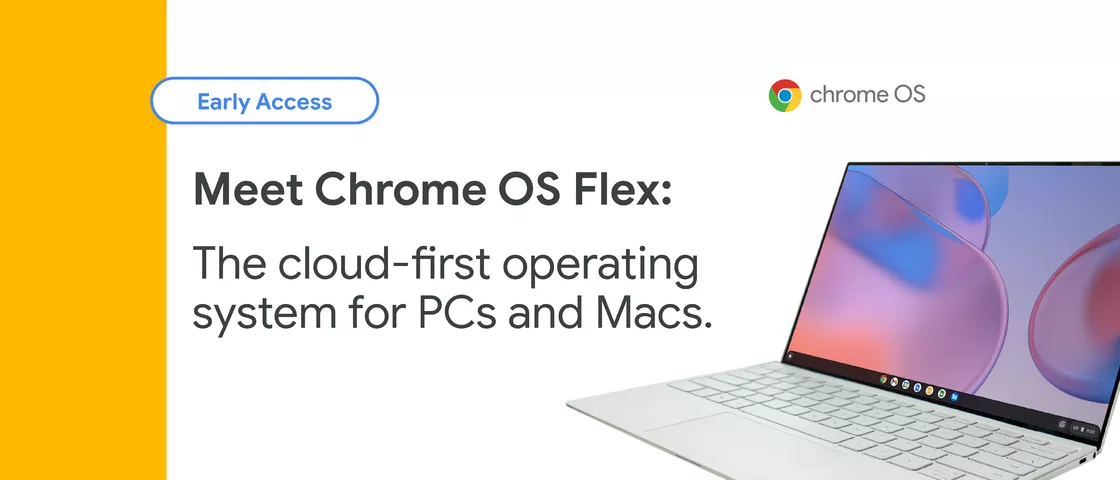 Early Access
chrome OS
Meet Chrome OS Flex:
The cloud-first operating
system for PCs and Macs.